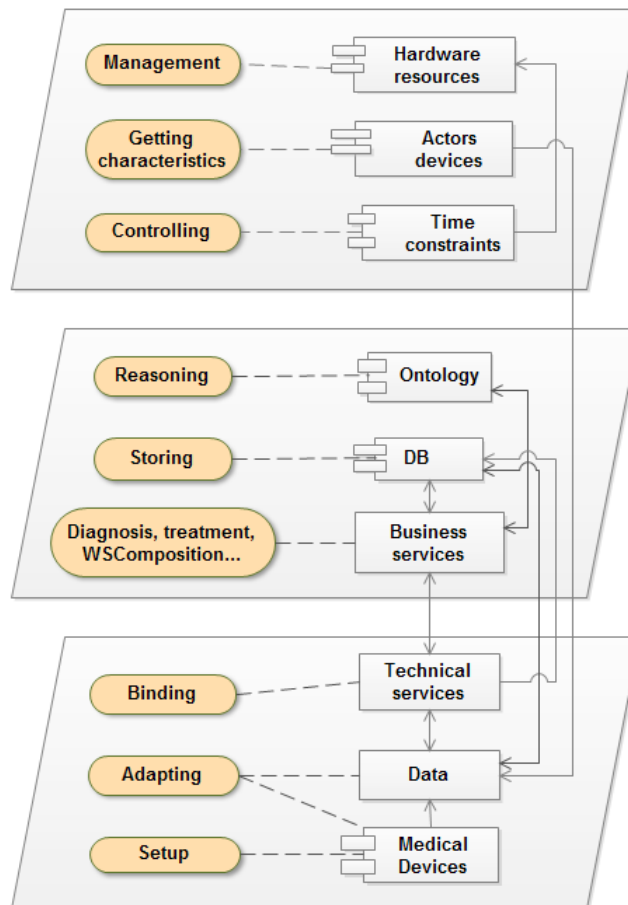 Management
Hardware
resources
Getting
characteristics
Actors
devices
Controlling
Time
constraints
Reasoning
Ontology
Storing
DB
Diagnosis, treatment,
WSComposition...
Business
services
Binding
Technical
services
Adapting
Data
Setup
Medical
Devices